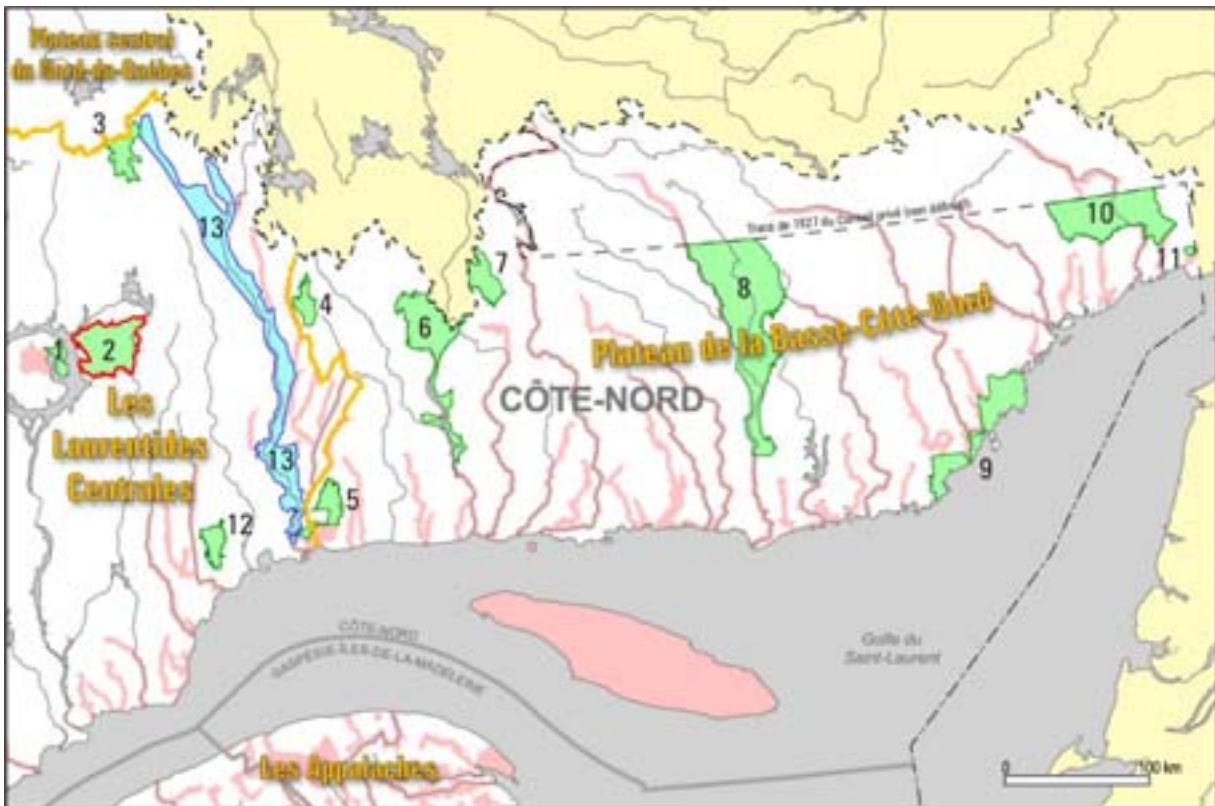 Plateau central
du Nord-du-Québec
3
13
Tracé de 1927 du Conseil privé (non définitif)
10
11
7
4
8
6
Plateau de la Basse-Côte-Nord
1
2
CÔTE-NORD
Les
Laurentides
Centrales
13
9
5
12
CÔTE-NORD
GASPÉSIE-ÎLES-DE-LA-MADELEINE
Golfe du
Saint-Laurent
Les Appalaches
0
100 km